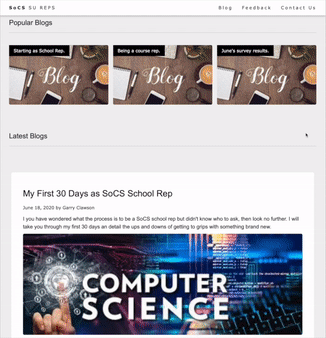 SoCS SU REPS
Blog Feedback Contact Us
Popular Blogs
Starting as School Rep.
Being a course rep.
June's survey results.
Blog
Blog
Blog
Latest Blogs
My First 30 Days as SoCS School Rep
June 18, 2020 by Garry Clawson
I you have wondered what the process is to be a SoCS school rep but didn't know who to ask, then look no further. I will
take you through my first 30 days an detail the ups and downs of getting to grips with something brand new.
COMPUTER
SCIENCE